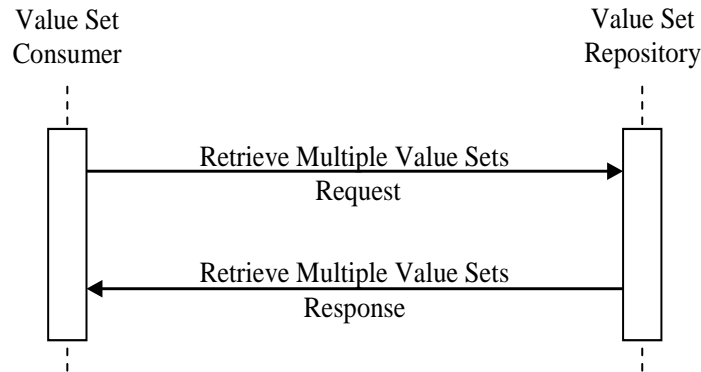 Value Set
Consumer
Value Set
Repository
Retrieve Multiple Value Sets
Request
Retrieve Multiple Value Sets
Response